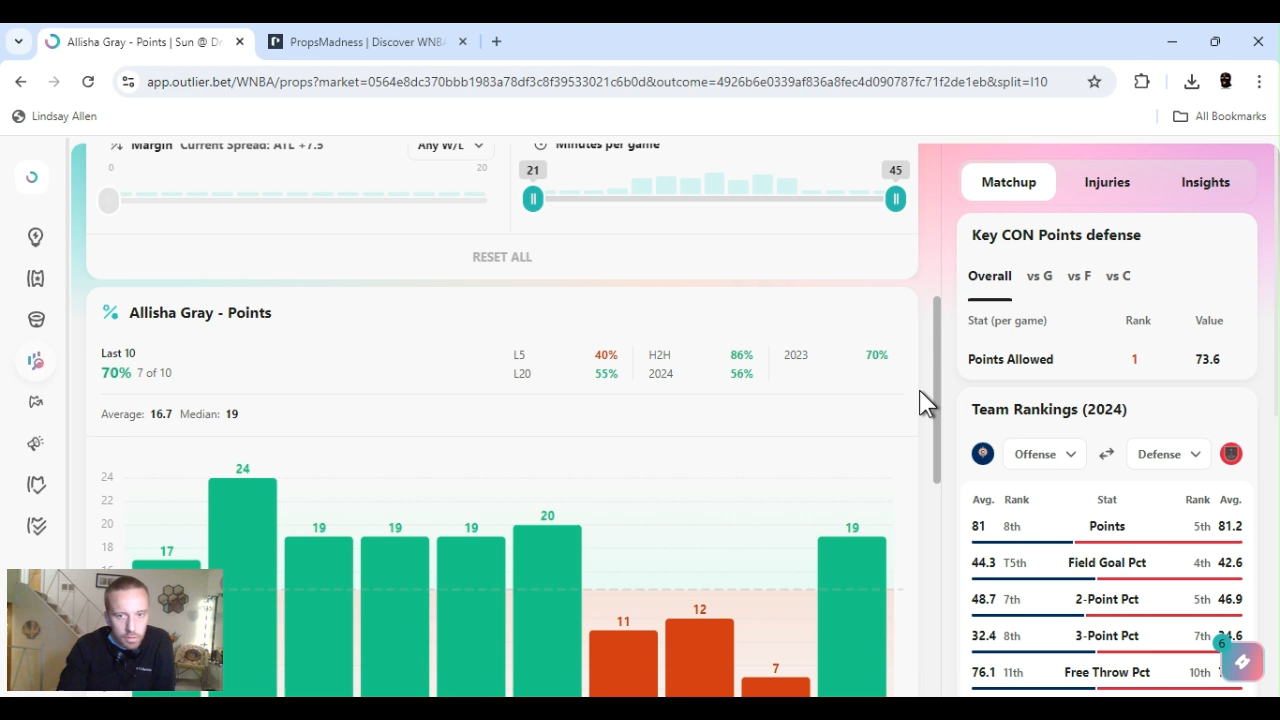 Allisha Gray - Points | Sun @ Dr
PropsMadness | Discover WNB
app.outlier.bet/WNBA/props?market=0564e8dc370bbb1983a78df3c8f39533021c6b0d&outcome=4926b6e0333af836a8fec4d090787fc71f2de1eb&split=l10
Lindsay Allen
All Bookmarks
Margin Current Spread: ATL +7.5
Any W/L
Minutes per game
0
20
21
45
RESET ALL
Allisha Gray - Points
Last 10
70% 7 of 10
L5 40%
H2H 86%
2023 70%
L20 55%
2024 56%
Average: 16.7 Median: 19
24
22
20
18
17
24
19
19
19
20
11
12
7
19
Matchup
Injuries
Insights
Key CON Points defense
Overall vs G vs F vs C
Stat (per game) Rank Value
Points Allowed 1 73.6
Team Rankings (2024)
Offense
Defense
Avg. Rank Stat Rank Avg.
81 8th Points 5th 81.2
44.3 T5th Field Goal Pct 4th 42.6
48.7 7th 2-Point Pct 5th 46.9
32.4 8th 3-Point Pct 7th
6
76.1 11th Free Throw Pct 10th